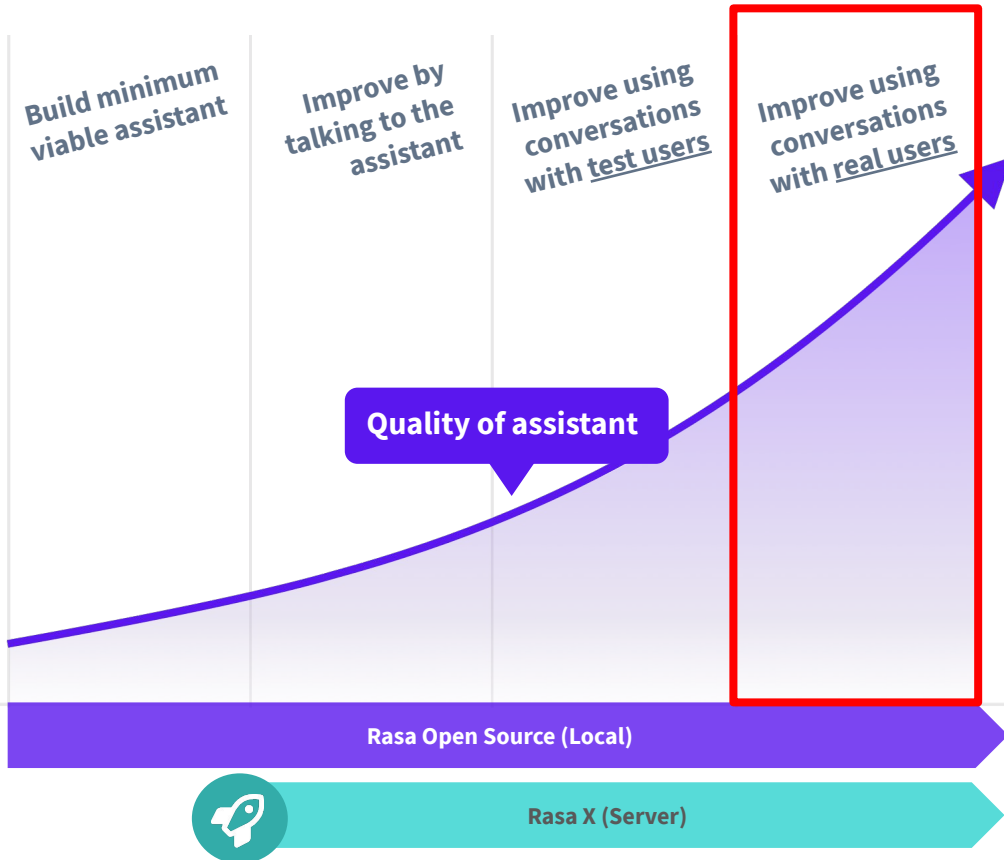 Build minimum
viable assistant
Improve by
talking to the
assistant
Improve using
conversations
with test users
Improve using
conversations
with real users
Quality of assistant
Rasa Open Source (Local)
Rasa X (Server)